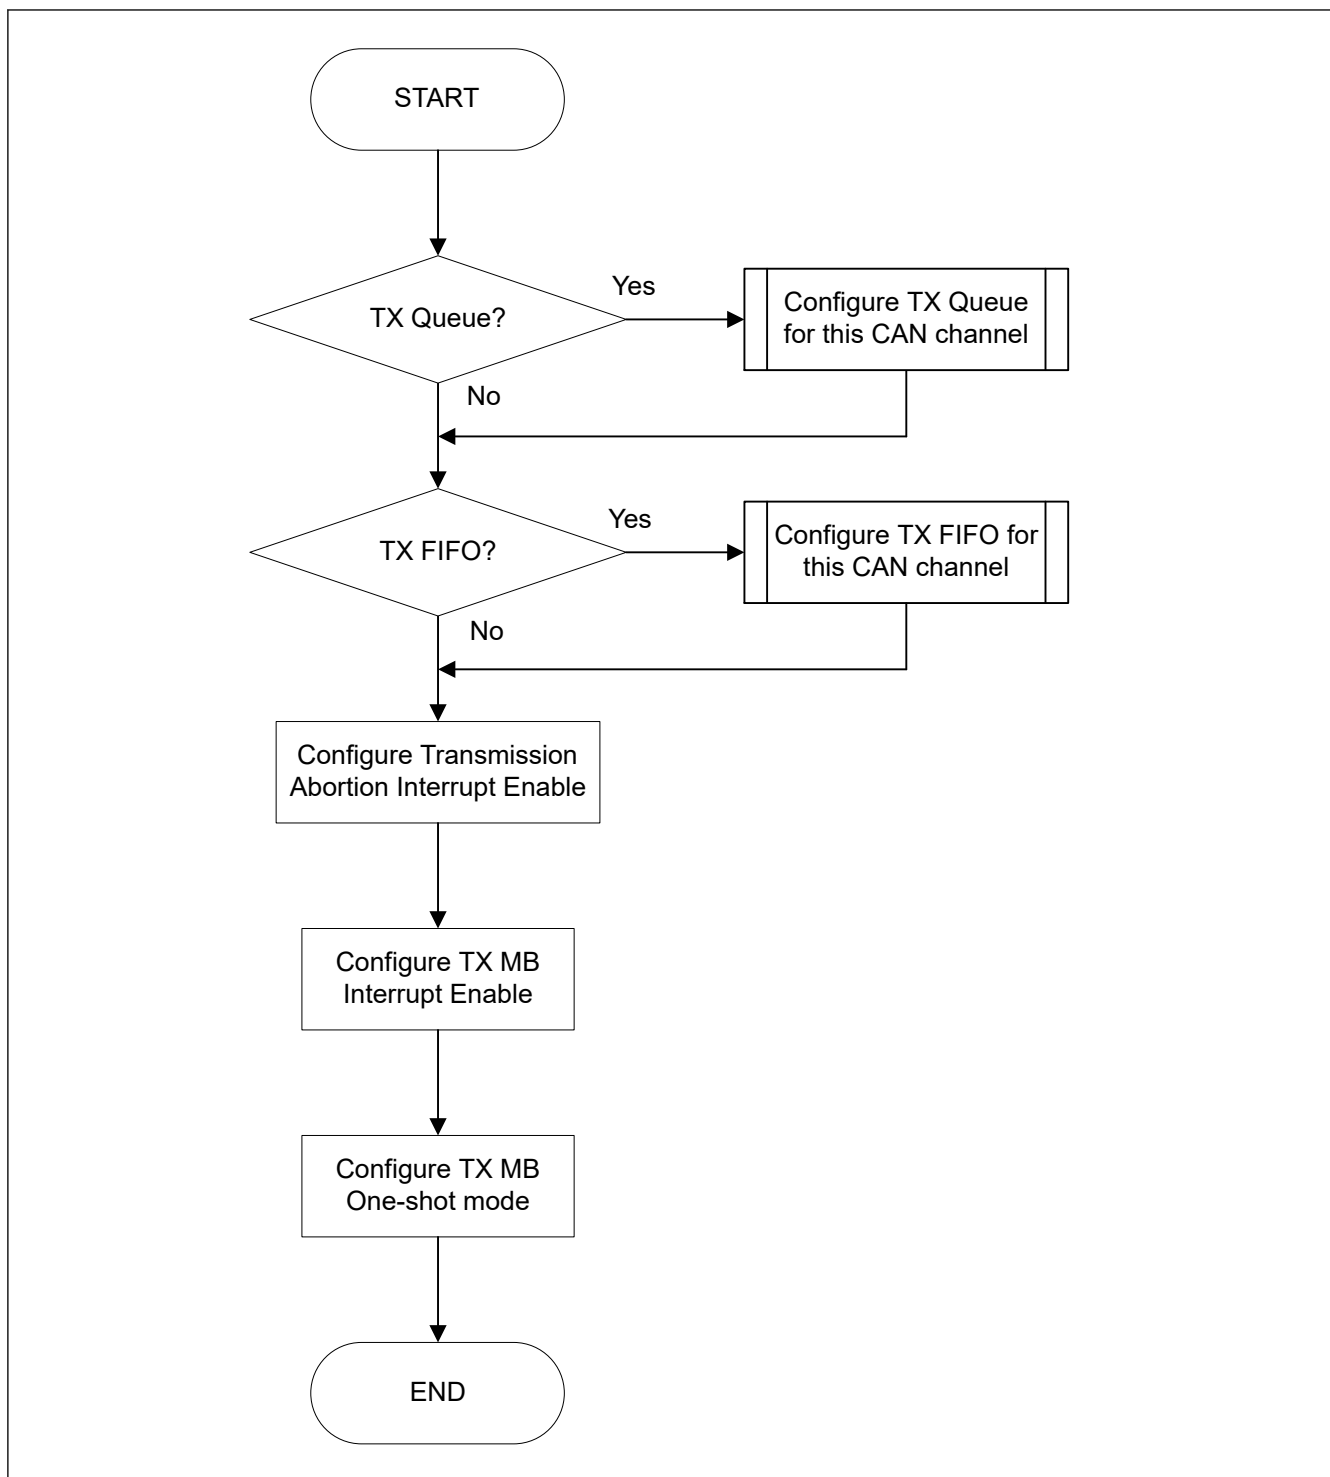 START
TX Queue?
Yes
Configure TX Queue
for this CAN channel
No
TX FIFO?
Yes
Configure TX FIFO for
this CAN channel
No
Configure Transmission
Abortion Interrupt Enable
Configure TX MB
Interrupt Enable
Configure TX MB
One-shot mode
END